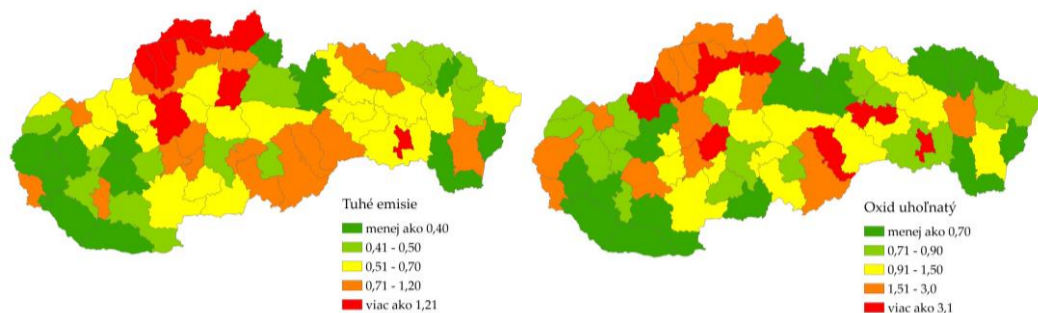 Tuhé emisie
menej ako 0,40
0,41 - 0,50
0,51 - 0,70
0,71 - 1,20
viac ako 1,21
Oxid uhoľnatý
menej ako 0,70
0,71 - 0,90
0,91 - 1,50
1,51 - 3,0
viac ako 3,1